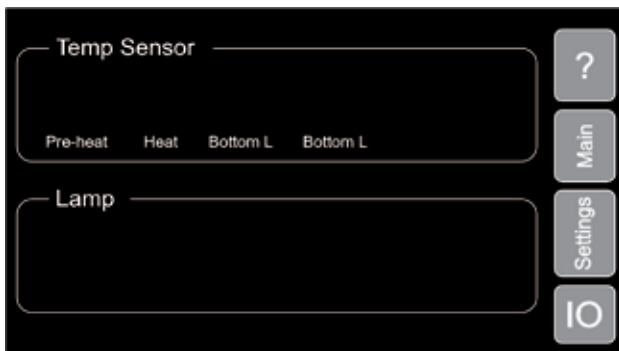 Temp Sensor
Pre-heat Heat Bottom L Bottom L
Lamp
?
Main
Settings
IO